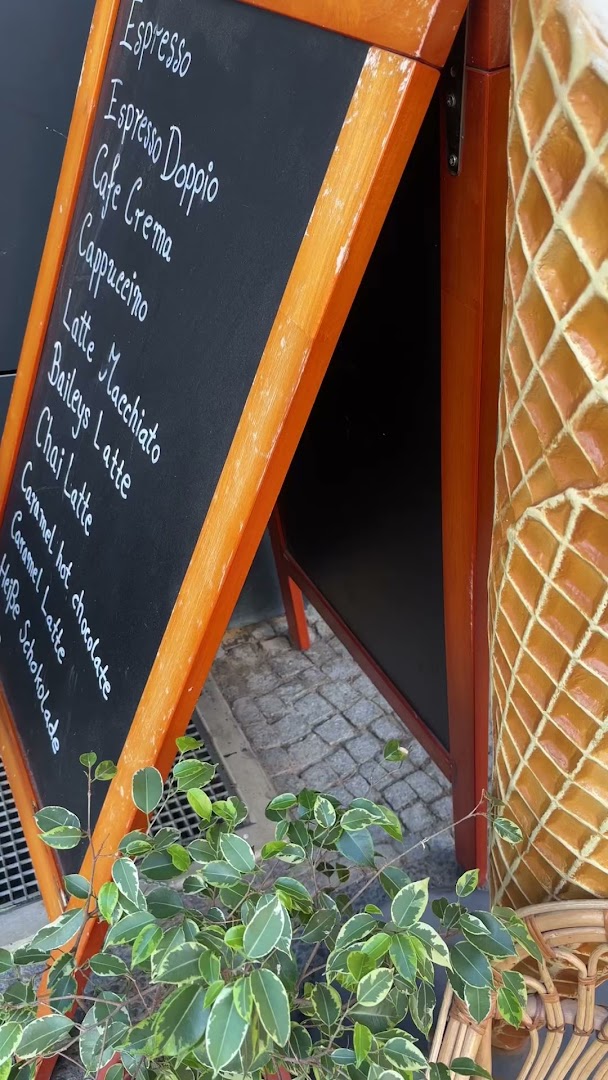 Espresso
Espresso Doppio
Cafe Crema
Cappuccino
Latte Macchiato
Baileys Latte
Chai Latte
Caramel hot chocolate
Caramel Latte
Heiße Schokolade